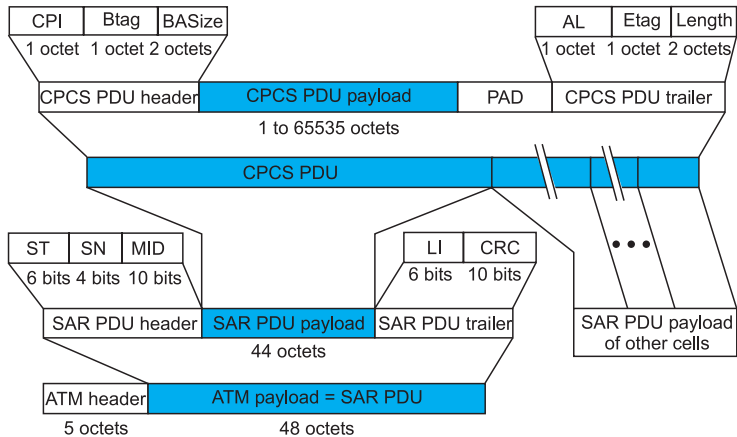 CPI Btag BASize
AL Etag Length
1 octet 1 octet 2 octets
1 octet 1 octet 2 octets
CPCS PDU header CPCS PDU payload PAD CPCS PDU trailer
1 to 65535 octets
CPCS PDU
ST SN MID
LI CRC
6 bits 4 bits 10 bits
6 bits 10 bits
SAR PDU header SAR PDU payload SAR PDU trailer
SAR PDU payload
of other cells
44 octets
ATM header ATM payload = SAR PDU
5 octets 48 octets